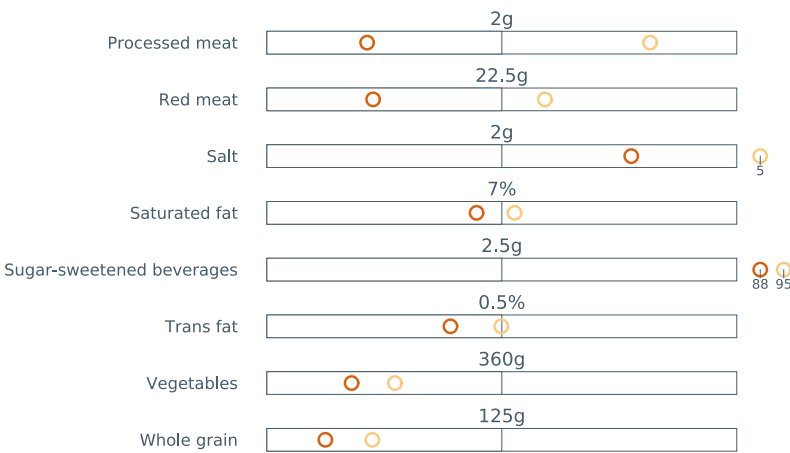 2g
Processed meat
22.5g
Red meat
2g
Salt
5
7%
Saturated fat
2.5g
Sugar-sweetened beverages
88 95
0.5%
Trans fat
360g
Vegetables
125g
Whole grain